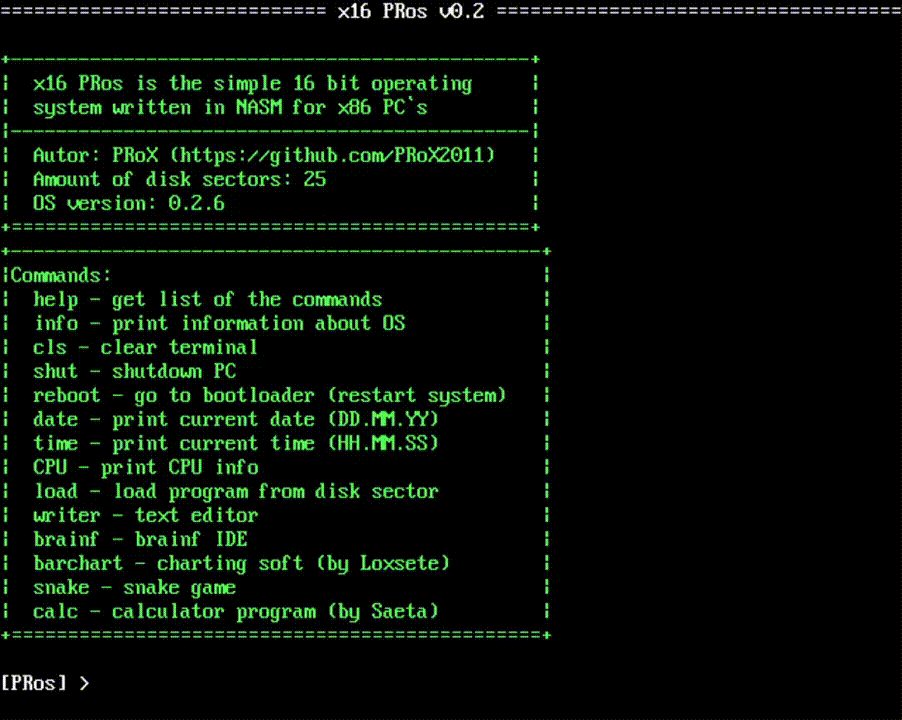 ============================= x16 PRos v0.2 ====================================
+----------------------------------------------+
¦  x16 PRos is the simple 16 bit operating     ¦
¦  system written in NASM for x86 PC`s         ¦
¦----------------------------------------------¦
¦  Autor: PRoX (https://github.com/PRoX2011)   ¦
¦  Amount of disk sectors: 25                  ¦
¦  OS version: 0.2.6                           ¦
+==============================================+
+-----------------------------------------------+
¦Commands:                                      ¦
¦  help - get list of the commands              ¦
¦  info - print information about OS            ¦
¦  cls - clear terminal                         ¦
¦  shut - shutdown PC                           ¦
¦  reboot - go to bootloader (restart system)   ¦
¦  date - print current date (DD.MM.YY)         ¦
¦  time - print current time (HH.MM.SS)         ¦
¦  CPU - print CPU info                         ¦
¦  load - load program from disk sector         ¦
¦  writer - text editor                         ¦
¦  brainf - brainf IDE                          ¦
¦  barchart - charting soft (by Loxsete)        ¦
¦  snake - snake game                           ¦
¦  calc - calculator program (by Saeta)         ¦
+===============================================+
[PRos] >